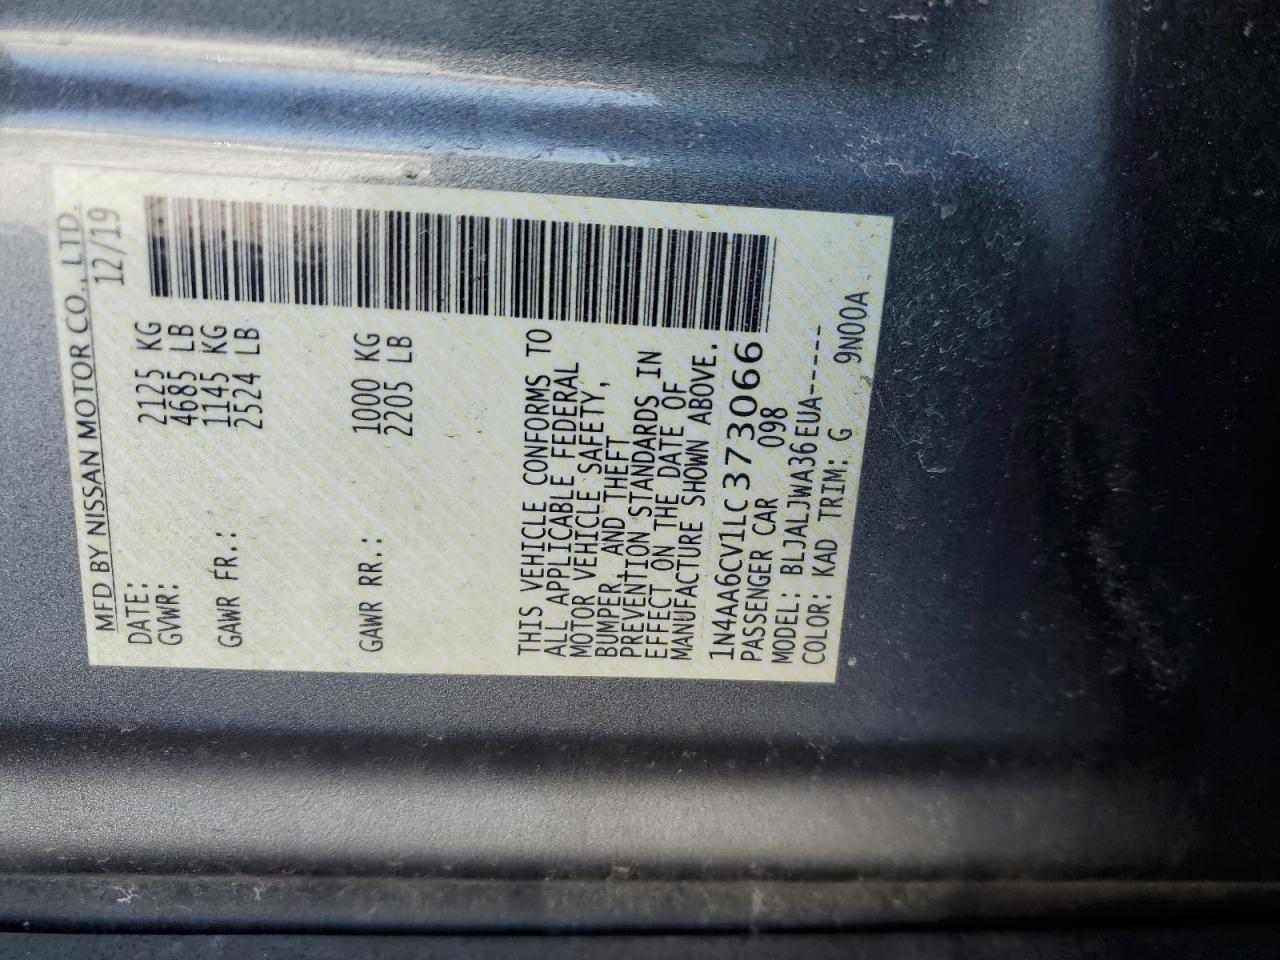 MFD BY NISSAN MOTOR CO., LTD.
DATE: 12/19
GVWR: 2125 KG
4685 LB
GAWR FR.: 1145 KG
2524 LB
GAWR RR.: 1000 KG
2205 LB
THIS VEHICLE CONFORMS TO
ALL APPLICABLE FEDERAL
MOTOR VEHICLE SAFETY,
BUMPER, AND THEFT
PREVENTION STANDARDS IN
EFFECT ON THE DATE OF
MANUFACTURE SHOWN ABOVE.
1N4AA6CV1LC373066
PASSENGER CAR 098
MODEL: BLJALJWA36EUA-----
COLOR: KAD TRIM: G 9N00A